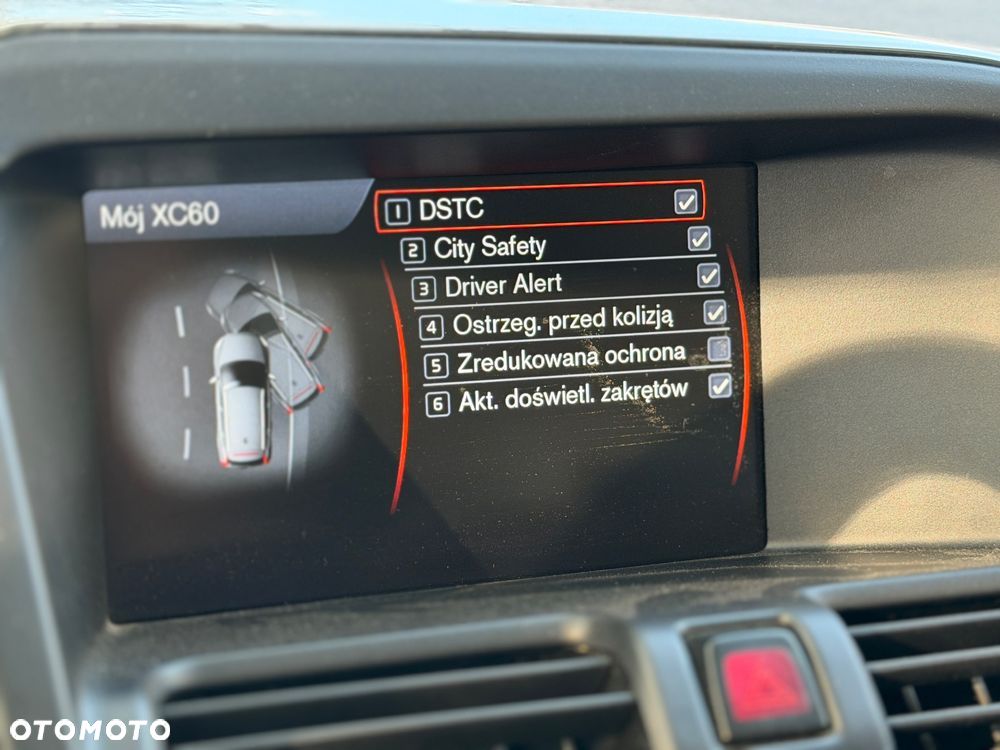 Mój XC60
1 DSTC
2 City Safety
3 Driver Alert
4 Ostrzeg. przed kolizją
5 Zredukowana ochrona
6 Akt. doświetl. zakrętów
OTOMOTO